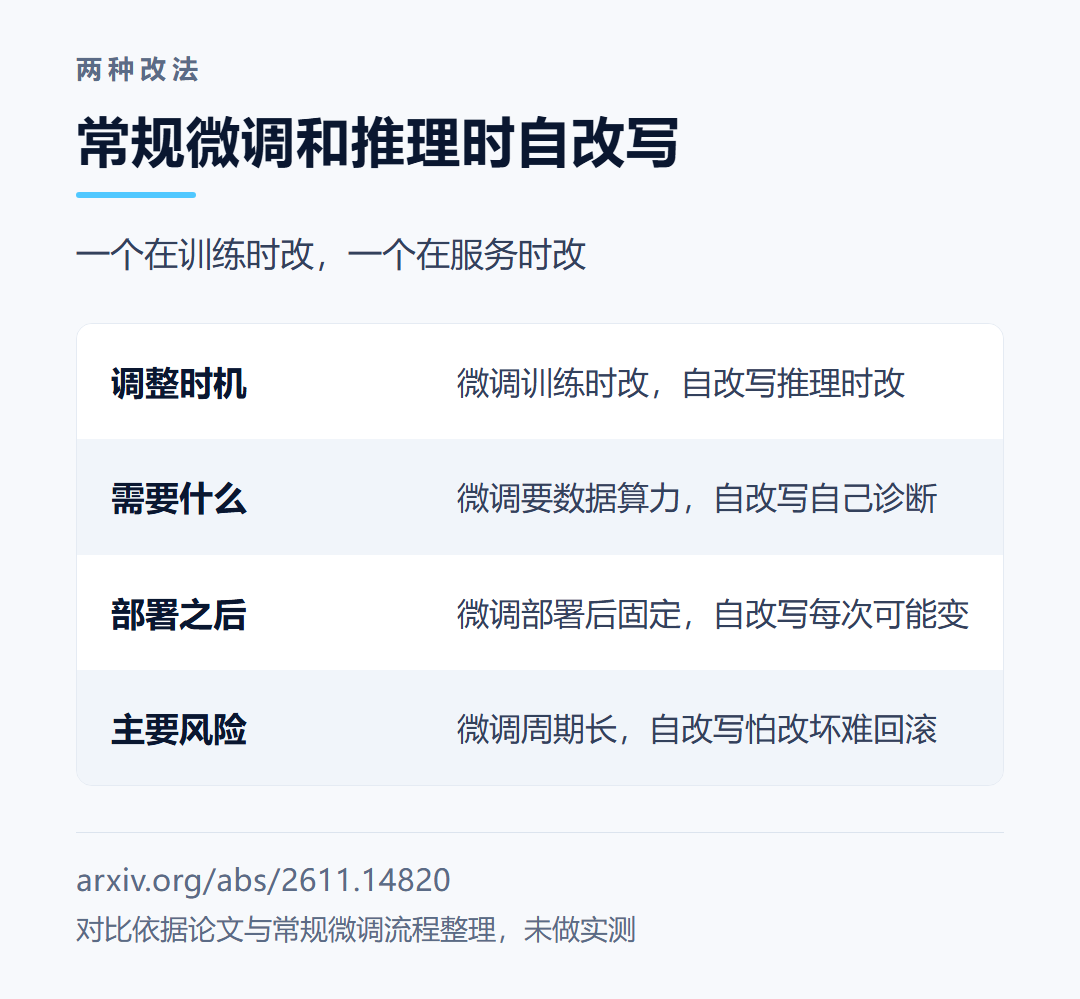 两种改法
常规微调和推理时自改写
一个在训练时改，一个在服务时改
调整时机
微调训练时改，自改写推理时改
需要什么
微调要数据算力，自改写自己诊断
部署之后
微调部署后固定，自改写每次可能变
主要风险
微调周期长，自改写怕改坏难回滚
arxiv.org/abs/2611.14820
对比依据论文与常规微调流程整理，未做实测